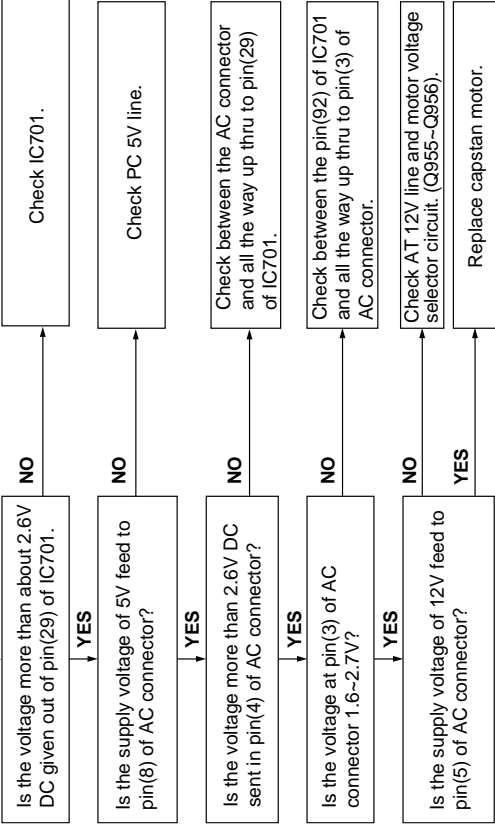 Is the voltage more than about 2.6V
DC given out of pin(29) of IC701.
NO
Check IC701.
YES
Is the supply voltage of 5V feed to
pin(8) of AC connector?
NO
Check PC 5V line.
YES
Is the voltage more than 2.6V DC
sent in pin(4) of AC connector?
NO
Check between the AC connector
and all the way up thru to pin(29)
of IC701.
YES
Is the voltage at pin(3) of AC
connector 1.6~2.7V?
NO
Check between the pin(92) of IC701
and all the way up thru to pin(3) of
AC connector.
YES
Is the supply voltage of 12V feed to
pin(5) of AC connector?
NO
Check AT 12V line and motor voltage
selector circuit. (Q955~Q956).
YES
Replace capstan motor.